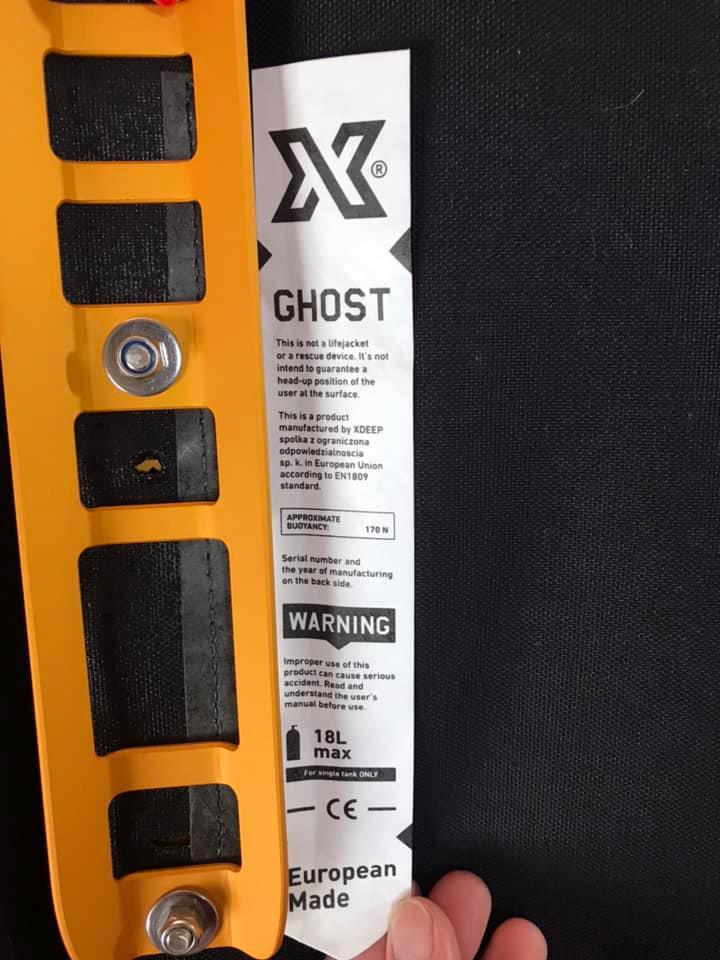 X®
GHOST
This is not a lifejacket
or a rescue device. It's not
intend to guarantee a
head-up position of the
user at the surface.
This is a product
manufactured by XDEEP
spolka z ograniczona
odpowiedzialnoscia
sp. k. in European Union
according to EN1809
standard.
APPROXIMATE
BUOYANCY: 170 N
Serial number and
the year of manufacturing
on the back side.
WARNING
Improper use of this
product can cause serious
accident. Read and
understand the user's
manual before use.
18L
max
For single tank ONLY
CE
European
Made